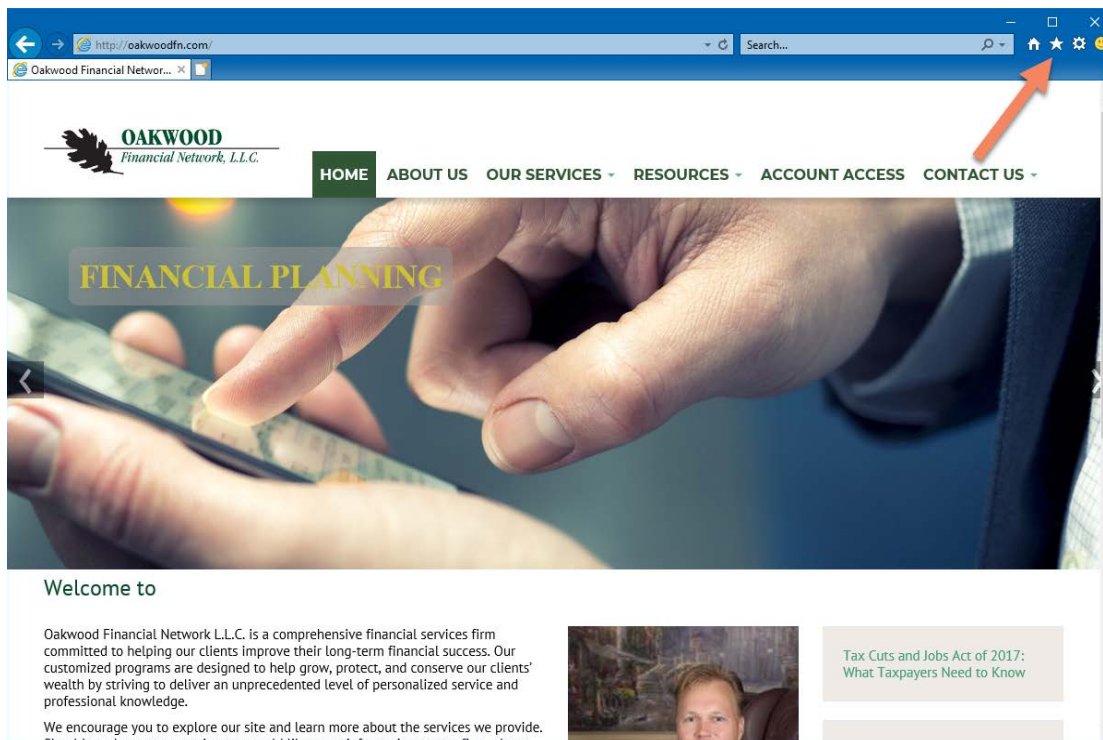 http://oakwoodfn.com/
Search...
Oakwood Financial Networ...
OAKWOOD
Financial Network, L.L.C.
HOME ABOUT US OUR SERVICES RESOURCES ACCOUNT ACCESS CONTACT US
FINANCIAL PLANNING
Welcome to
Oakwood Financial Network L.L.C. is a comprehensive financial services firm
committed to helping our clients improve their long-term financial success. Our
customized programs are designed to help grow, protect, and conserve our clients'
wealth by striving to deliver an unprecedented level of personalized service and
professional knowledge.
We encourage you to explore our site and learn more about the services we provide.
Tax Cuts and Jobs Act of 2017:
What Taxpayers Need to Know